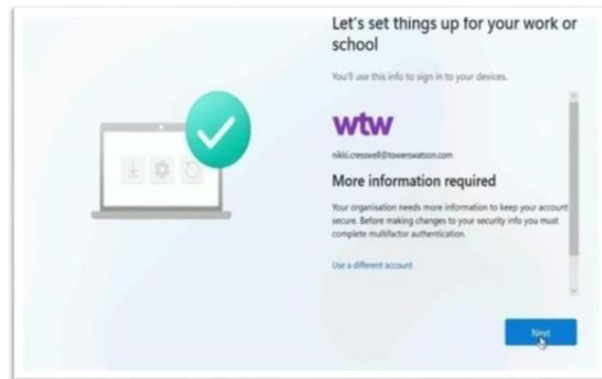 Let's set things up for your work or
school
You'll use this info to sign in to your devices.
wtw
nikki.cresswell@towerswatson.com
More information required
Your organisation needs more information to keep your account
secure. Before making changes to your security info you must
complete multifactor authentication.
Use a different account
Next